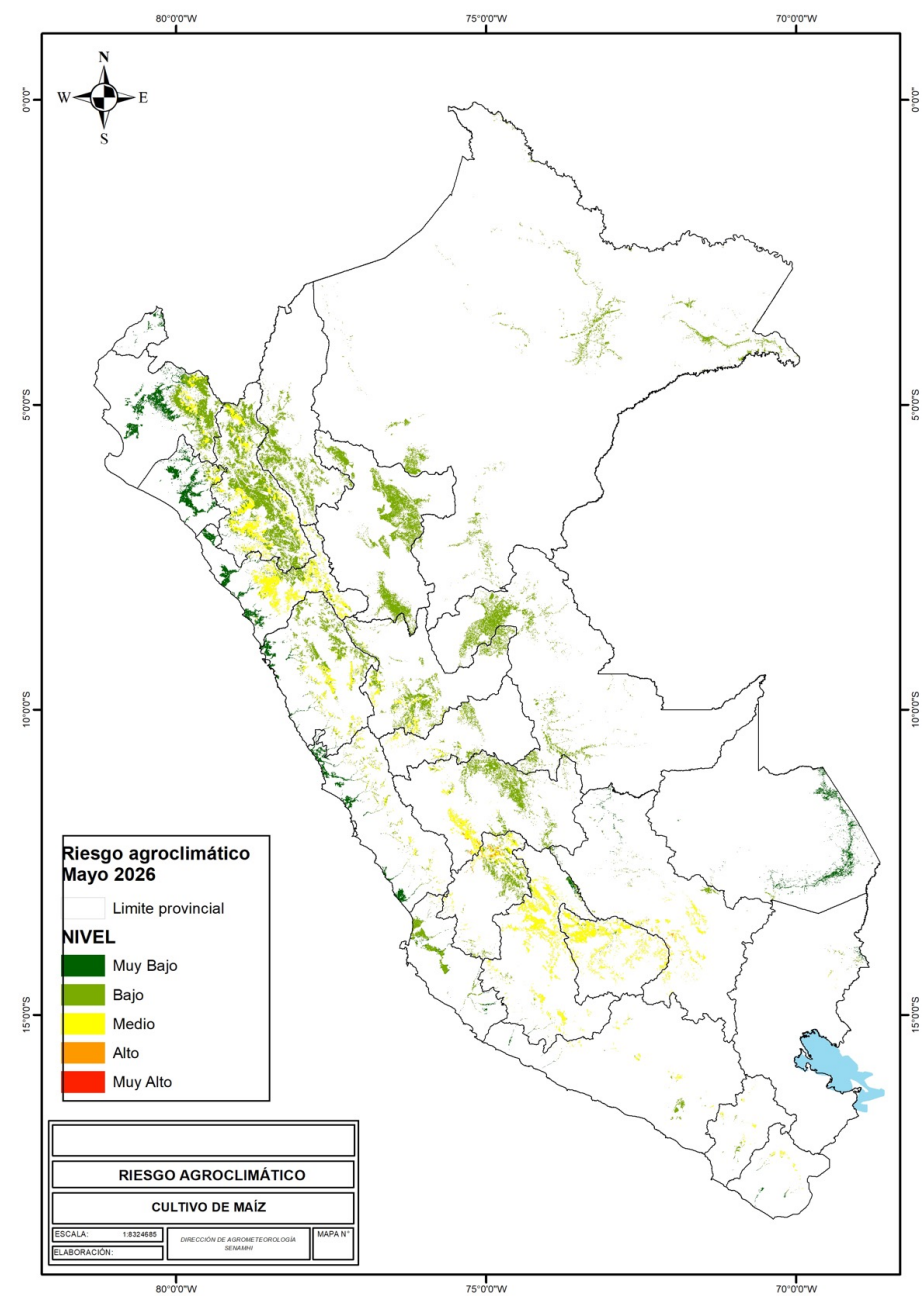 80°0'0"W
75°0'0"W
70°0'0"W
N
W
E
S
0°0'0"
0°0'0"
5°0'0"S
5°0'0"S
10°0'0"S
10°0'0"S
15°0'0"S
15°0'0"S
Riesgo agroclimático
Mayo 2026
Limite provincial
NIVEL
Muy Bajo
Bajo
Medio
Alto
Muy Alto
RIESGO AGROCLIMÁTICO
CULTIVO DE MAÍZ
ESCALA: 1:8324685
DIRECCIÓN DE AGROMETEOROLOGÍA
SENAMHI
MAPA N°
ELABORACIÓN:
80°0'0"W
75°0'0"W
70°0'0"W